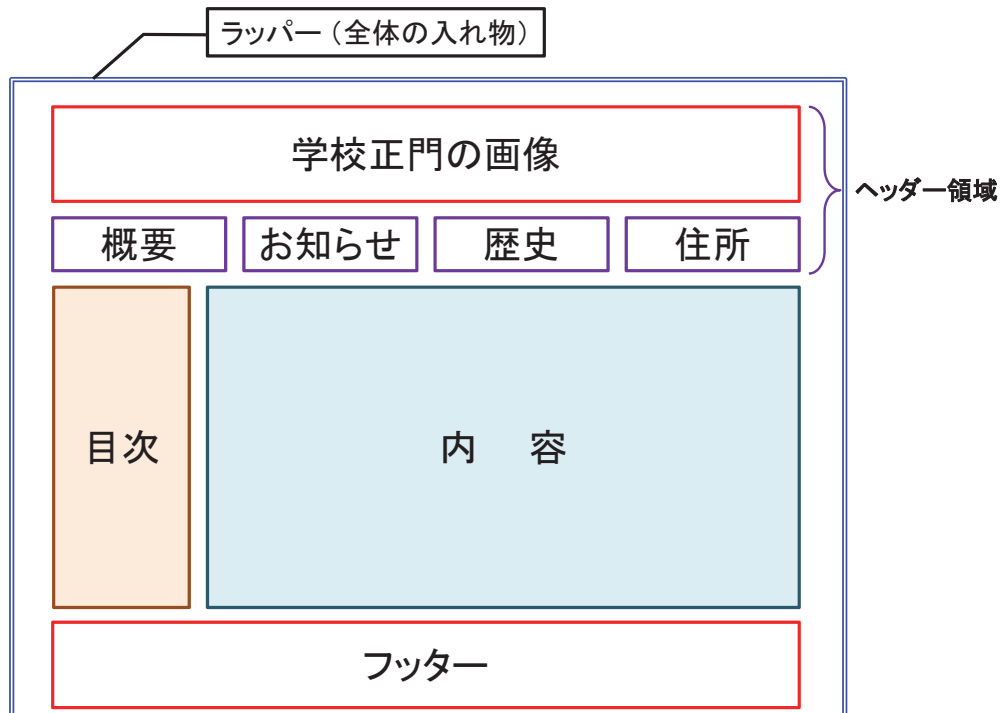 ラッパー（全体の入れ物）
学校正門の画像
ヘッダー領域
概要
お知らせ
歴史
住所
目次
内　容
フッター